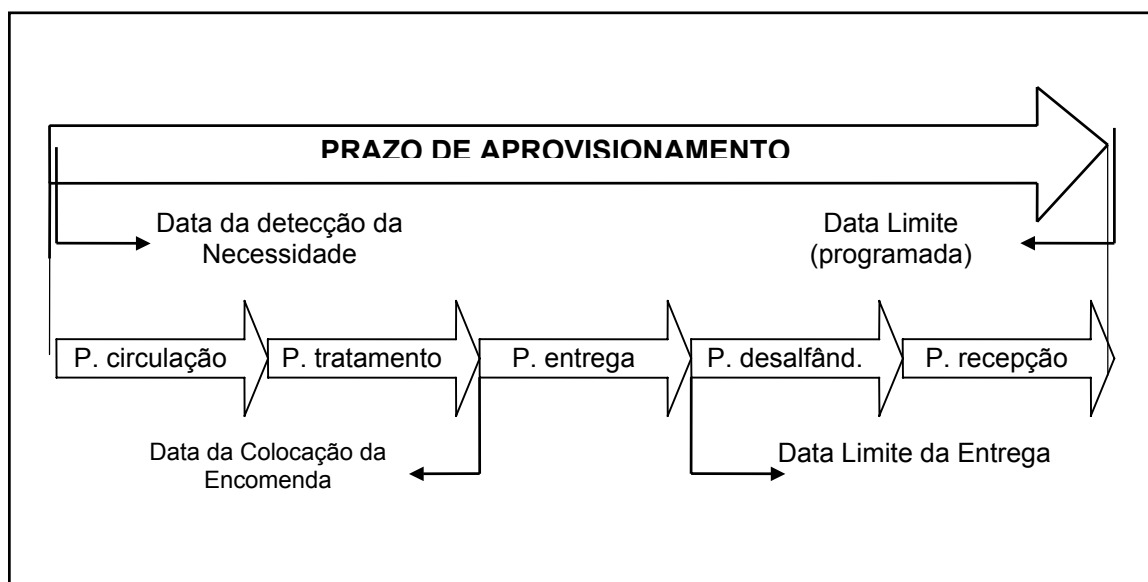 PRAZO DE APROVISIONAMENTO
Data da detecção da
Necessidade
Data Limite
(programada)
P. circulação
P. tratamento
P. entrega
P. desalfând.
P. recepção
Data da Colocação da
Encomenda
Data Limite da Entrega